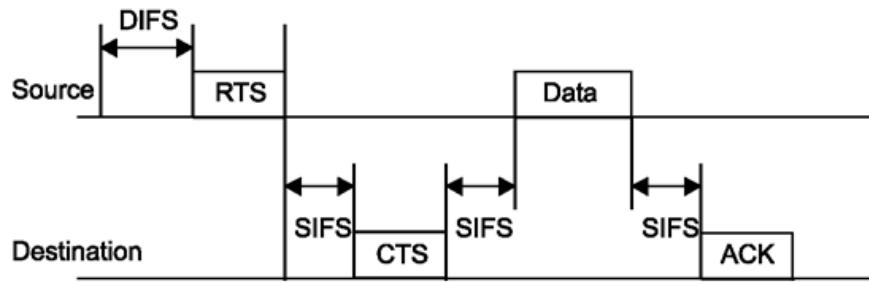 DIFS
Source RTS Data
SIFS SIFS SIFS
Destination CTS ACK